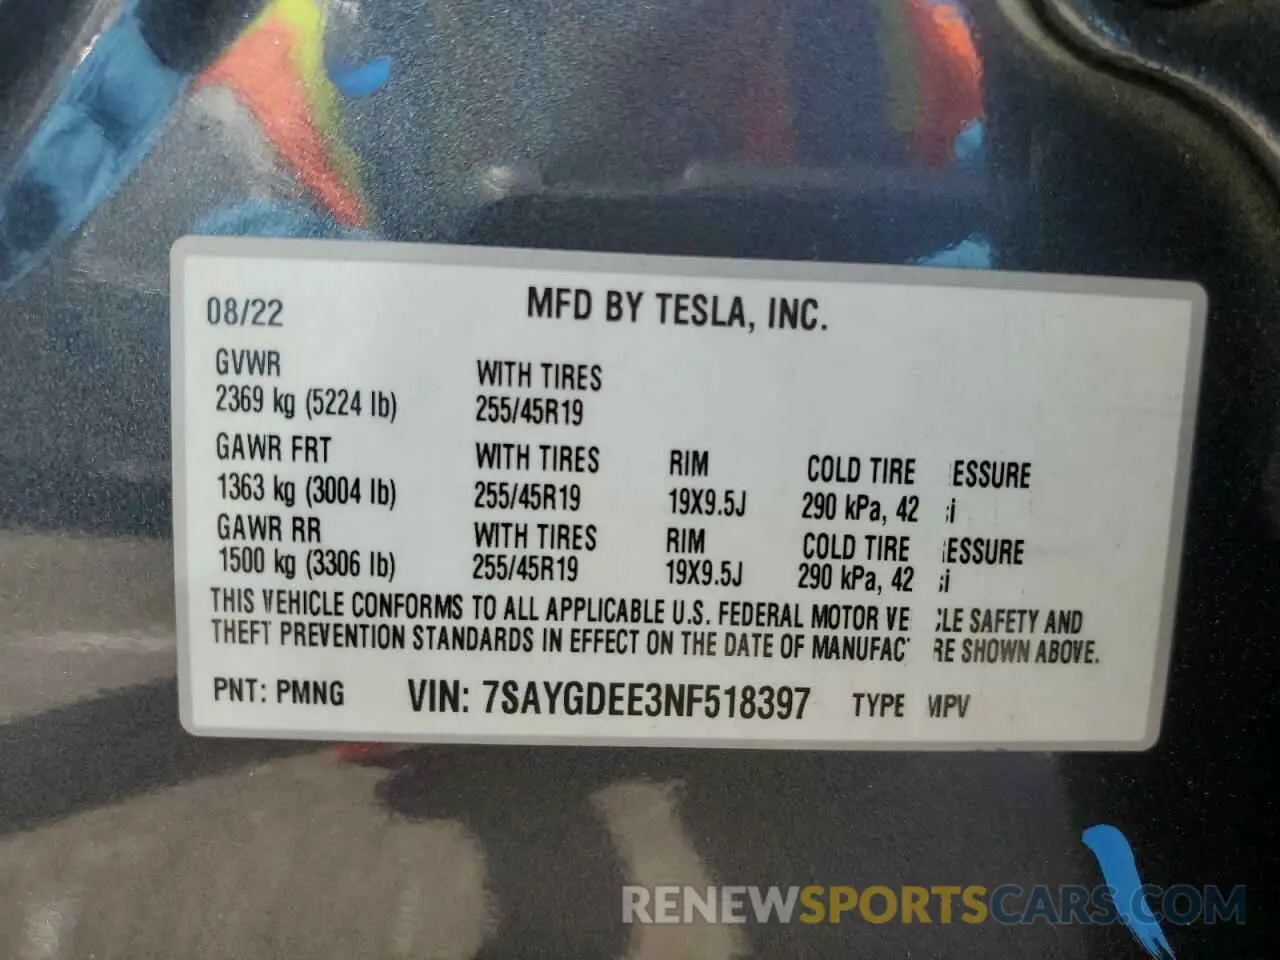 08/22 MFD BY TESLA, INC.
GVWR WITH TIRES
2369 kg (5224 lb) 255/45R19
GAWR FRT WITH TIRES RIM COLD TIRE ESSURE
1363 kg (3004 lb) 255/45R19 19X9.5J 290 kPa, 42 si
GAWR RR WITH TIRES RIM COLD TIRE ESSURE
1500 kg (3306 lb) 255/45R19 19X9.5J 290 kPa, 42 si
THIS VEHICLE CONFORMS TO ALL APPLICABLE U.S. FEDERAL MOTOR VE CLE SAFETY AND
THEFT PREVENTION STANDARDS IN EFFECT ON THE DATE OF MANUFAC RE SHOWN ABOVE.
PNT: PMNG VIN: 7SAYGDEE3NF518397 TYPE MPV
RENEWSPORTSCARS.COM